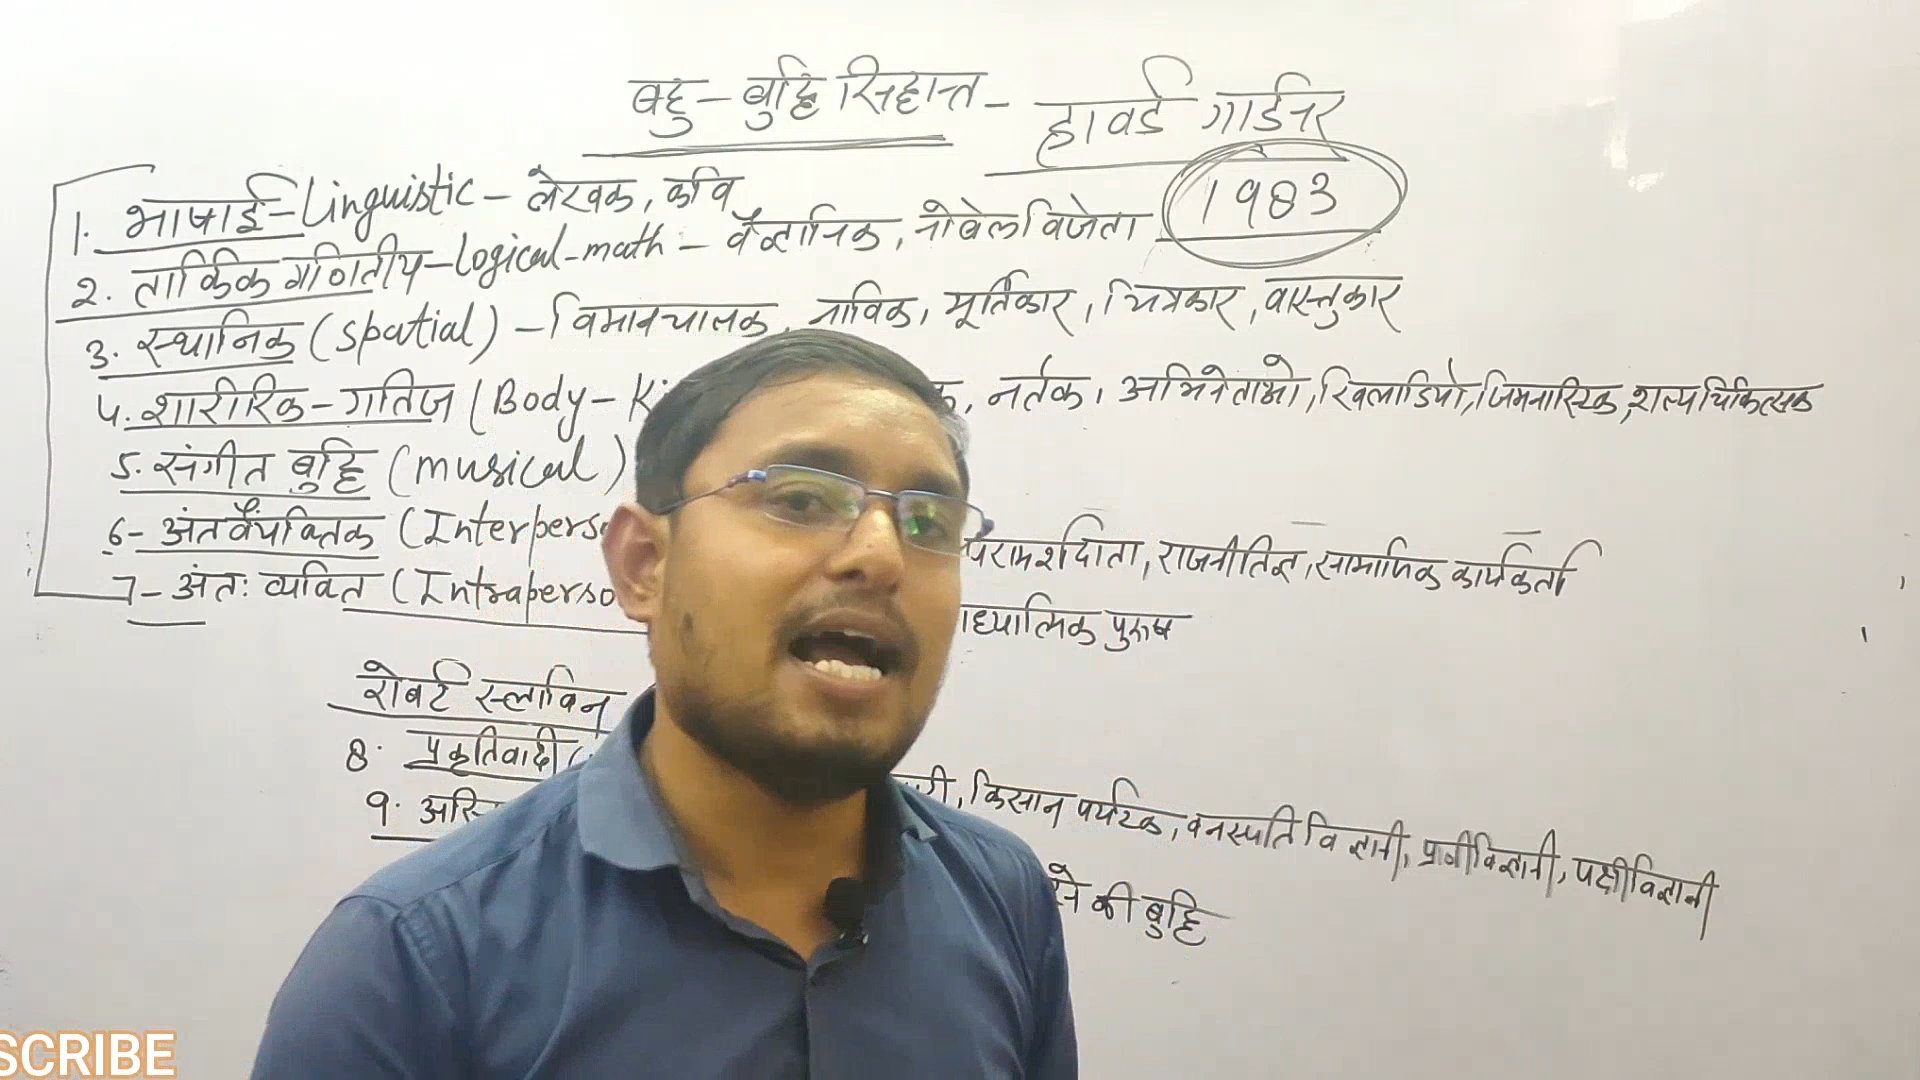 बहु - बुद्धि सिद्धान्त - हावर्ड गार्डनर
1983
1. भाषाई - Linguistic - लेखक, कवि
2. तार्किक गणितीय - Logical-math - वैज्ञानिक, नोबेल विजेता
3. स्थानिक (Spatial) - विमानचालक, नाविक, मूर्तिकार, चित्रकार, वास्तुकार
4. शारीरिक - गतिज (Body - Ki नर्तक, अभिनेताओ, खिलाडियो, जिमनास्टिक, शल्यचिकित्सक
5. संगीत बुद्धि (musical)
6- अंतर्वैयक्तिक (Interperso परामर्शदाता, राजनीतिज्ञ, सामाजिक कार्यकर्ता
7- अंतः व्यक्ति (Intraperso ाध्यात्मिक पुरुष
रोबर्ट स्लाविन
8. प्रकृतिवादी ( किसान पर्यटक, वनस्पति विज्ञानी, प्राणीविज्ञानी, पक्षीविज्ञानी
9. अस्ि की बुद्धि
SCRIBE